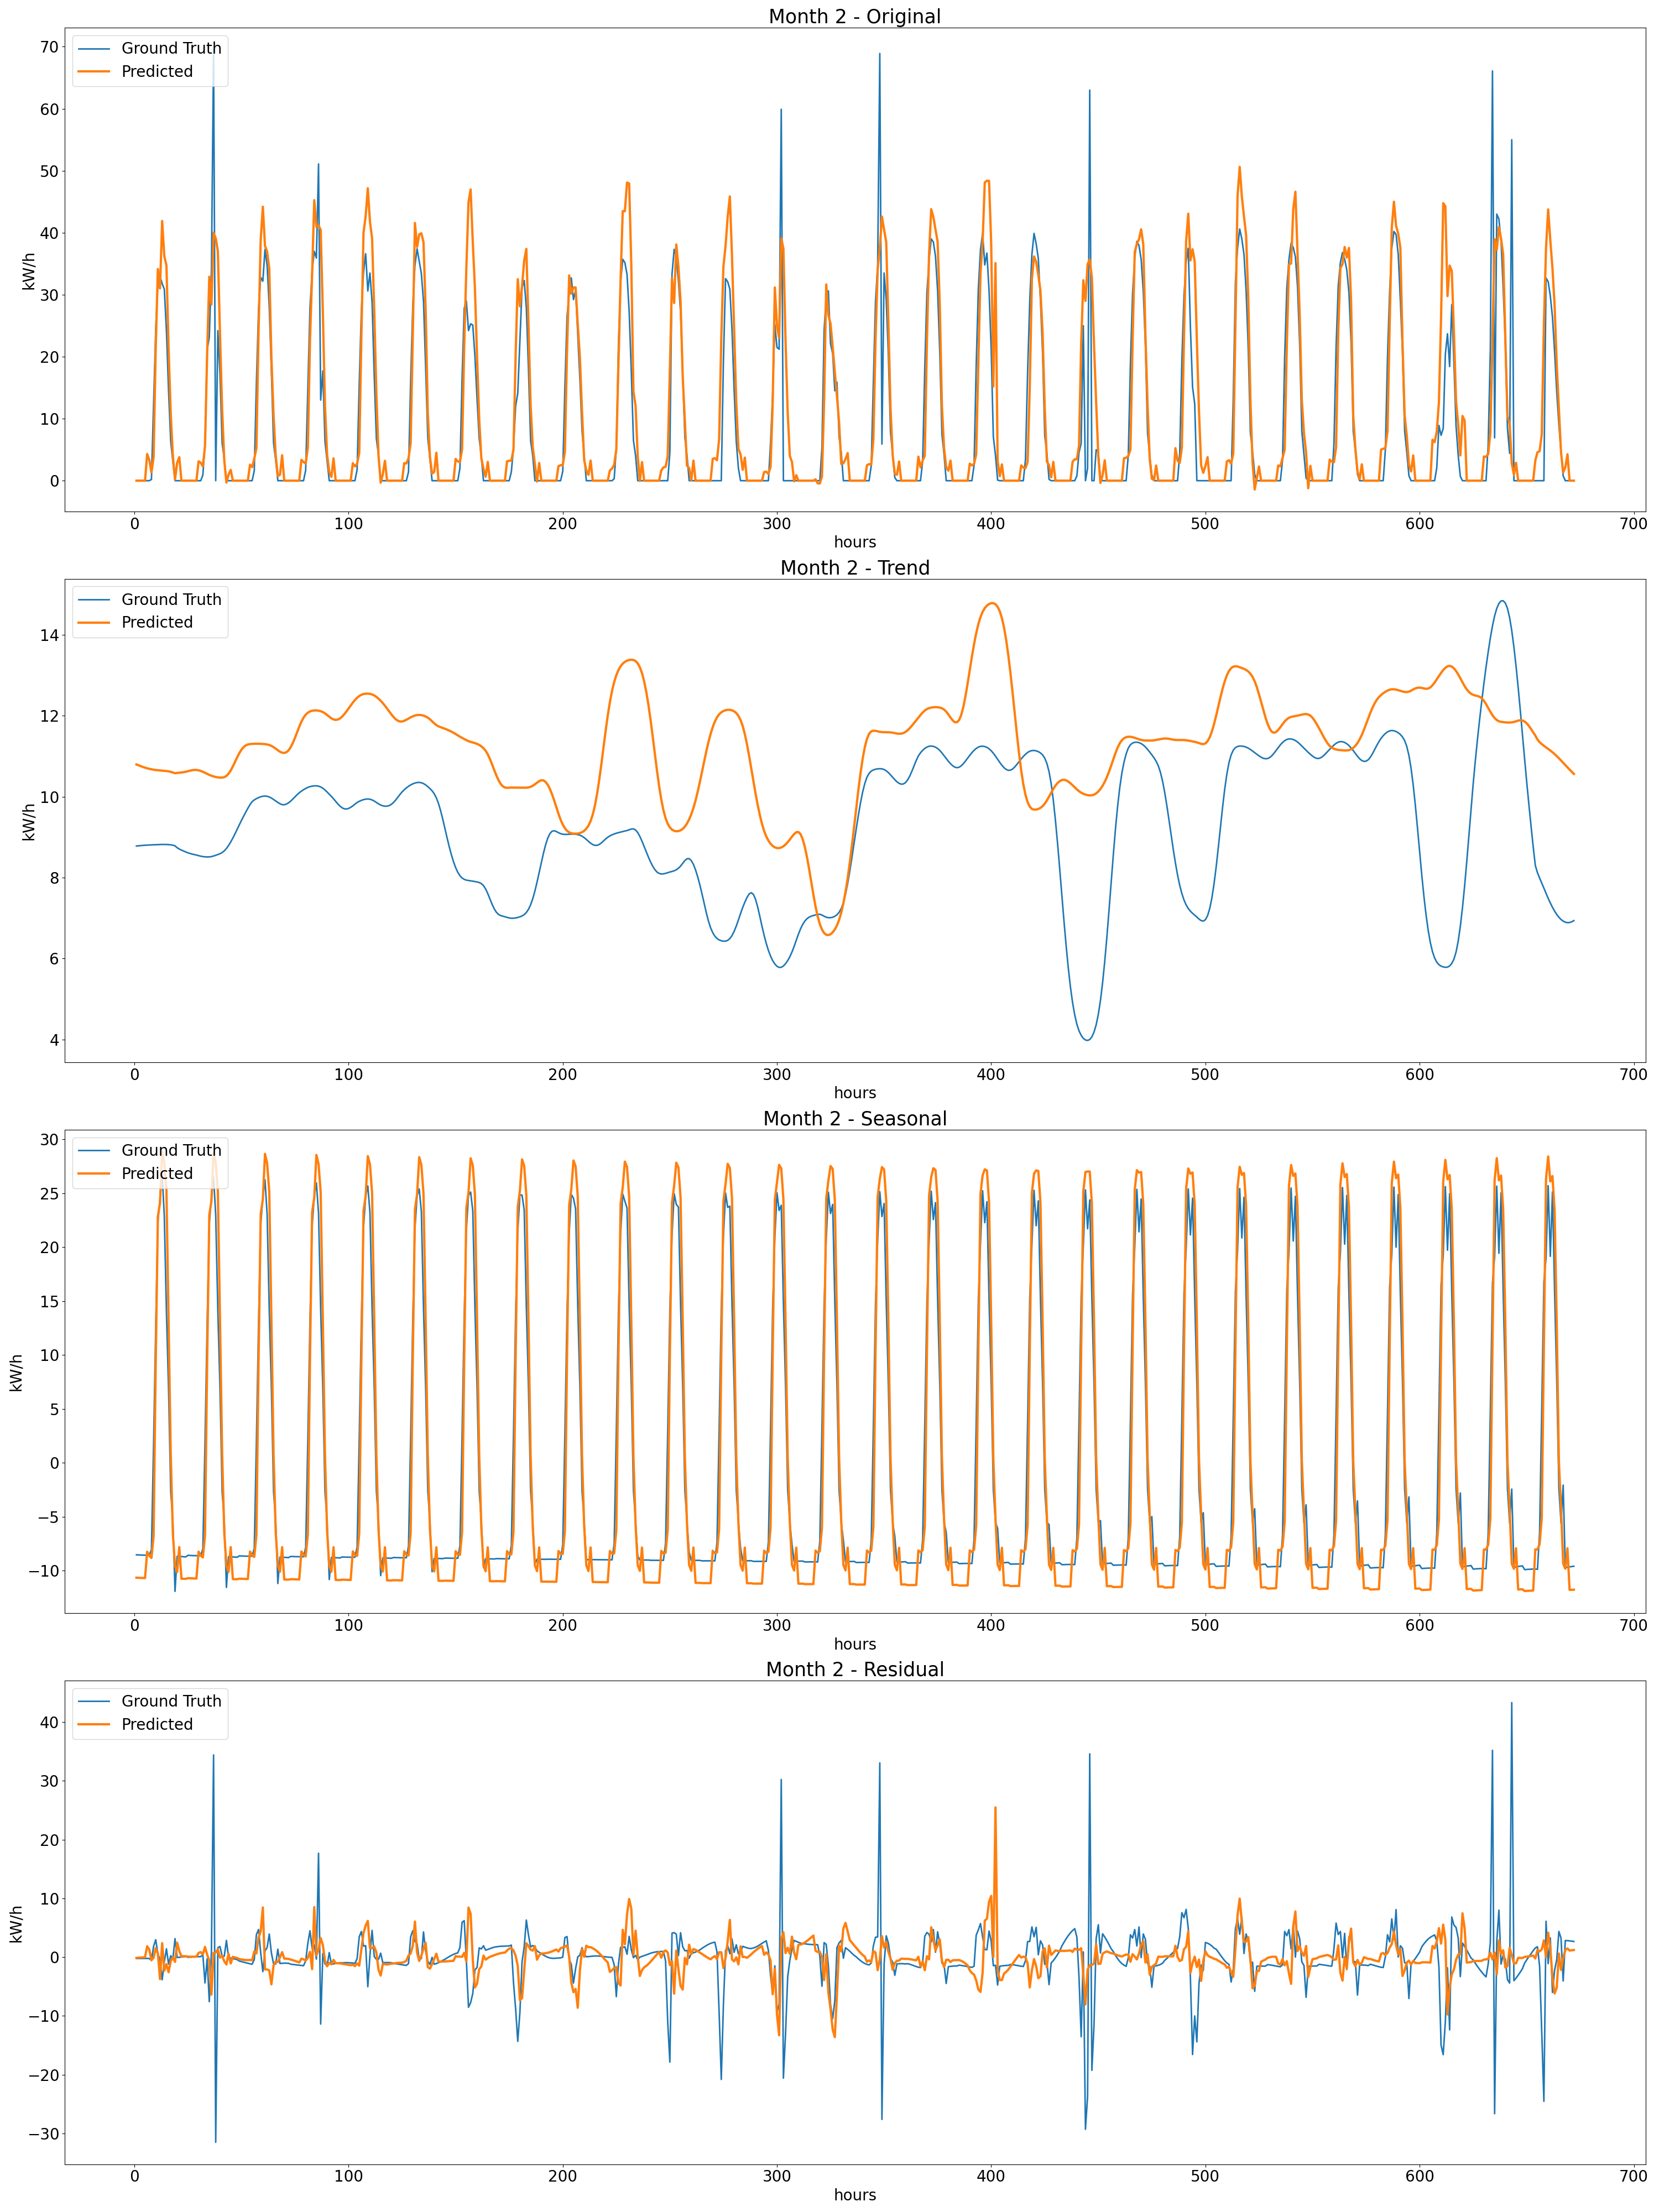 Month 2 - Original
Ground Truth
Predicted
kW/h
70
60
50
40
30
20
10
0
0 100 200 300 400 500 600 700
hours
Month 2 - Trend
Ground Truth
Predicted
kW/h
14
12
10
8
6
4
0 100 200 300 400 500 600 700
hours
Month 2 - Seasonal
Ground Truth
Predicted
kW/h
30
25
20
15
10
5
0
−5
−10
0 100 200 300 400 500 600 700
hours
Month 2 - Residual
Ground Truth
Predicted
kW/h
40
30
20
10
0
−10
−20
−30
0 100 200 300 400 500 600 700
hours